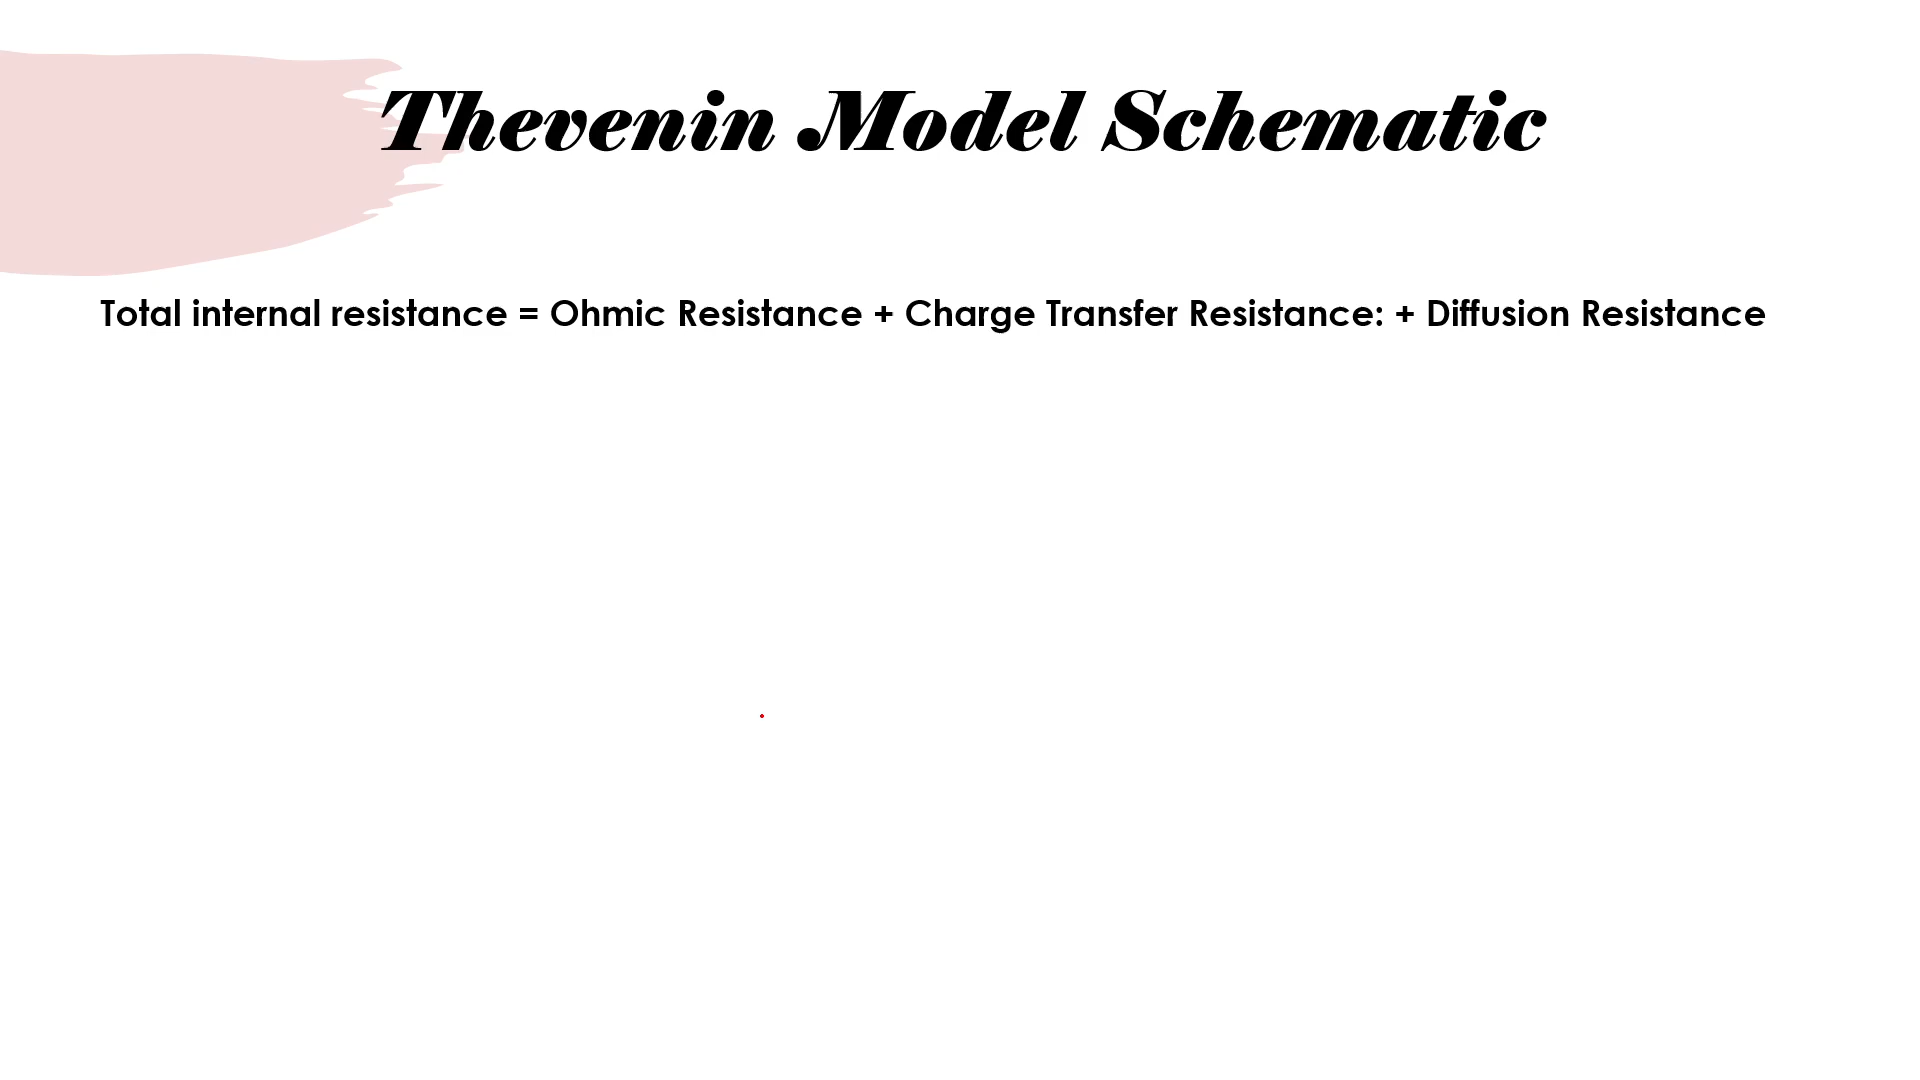 Thevenin Model Schematic
Total internal resistance = Ohmic Resistance + Charge Transfer Resistance: + Diffusion Resistance